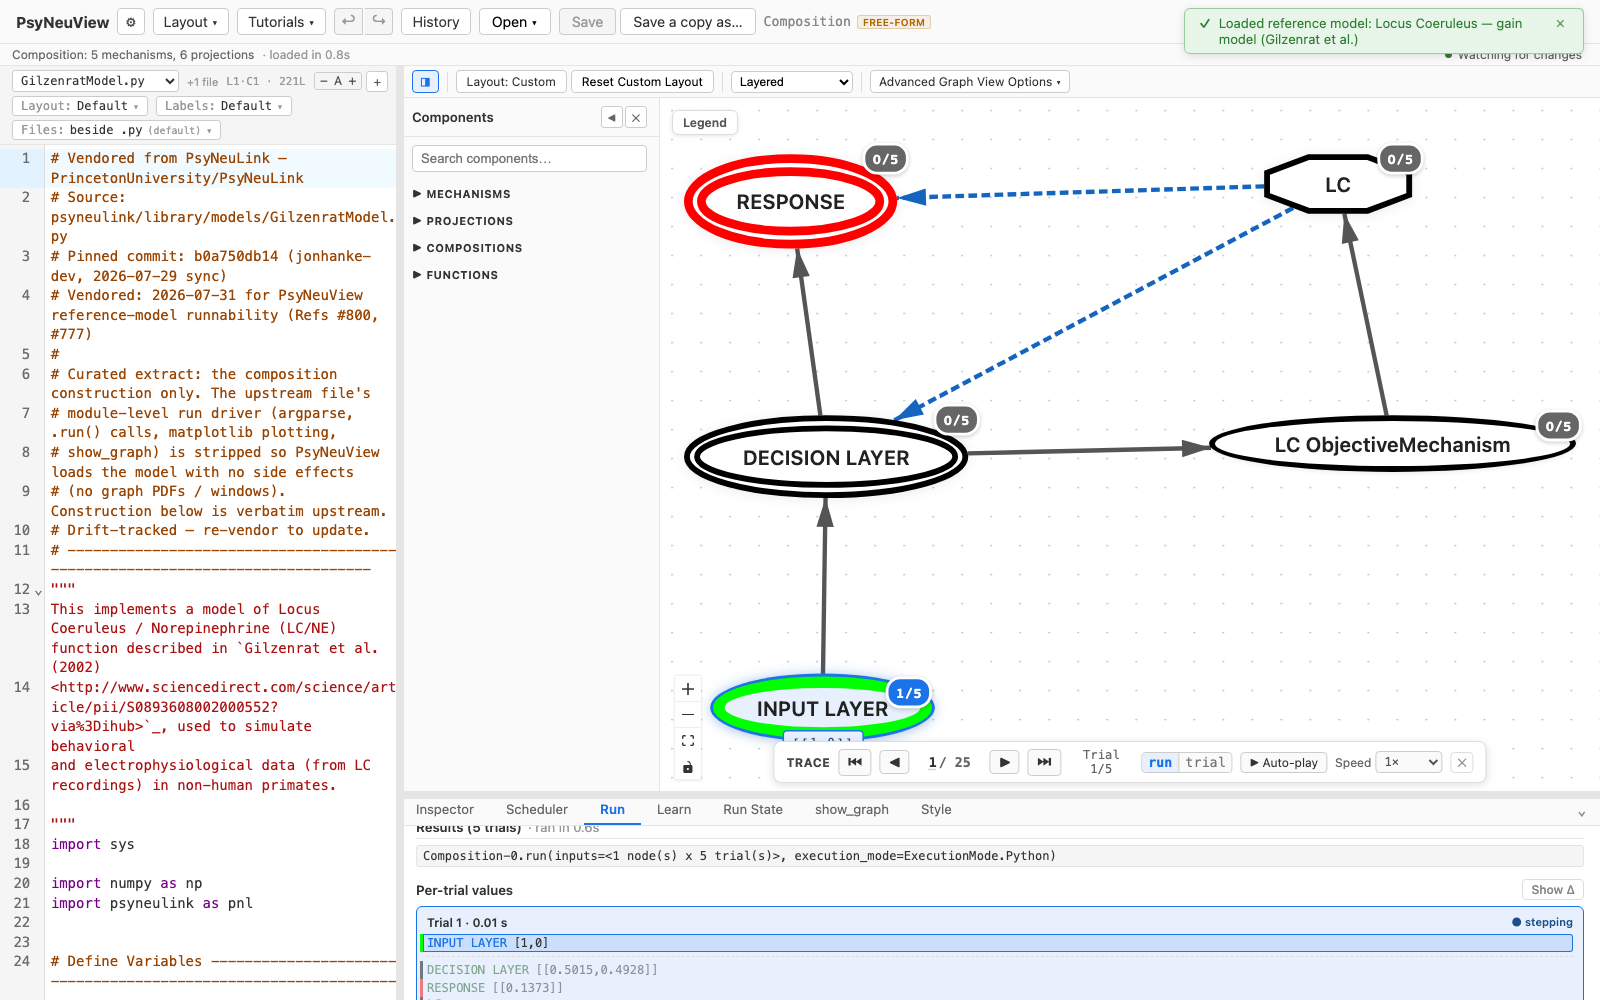 PsyNeuView
Layout ▾
Tutorials ▾
History
Open ▾
Save
Save a copy as...
Composition FREE-FORM
✓ Loaded reference model: Locus Coeruleus — gain model (Gilzenrat et al.)
Composition: 5 mechanisms, 6 projections · loaded in 0.8s
Watching for changes
GilzenratModel.py +1 file L1:C1 · 221L − A + +
Layout: Default ▾ Labels: Default ▾
Files: beside .py (default) ▾
Layout: Custom
Reset Custom Layout
Layered
Advanced Graph View Options ▾
1 # Vendored from PsyNeuLink —
PrincetonUniversity/PsyNeuLink
2 # Source:
psyneulink/library/models/GilzenratModel.
py
3 # Pinned commit: b0a750db14 (jonhanke-
dev, 2026-07-29 sync)
4 # Vendored: 2026-07-31 for PsyNeuView
reference-model runnability (Refs #800,
#777)
5 #
6 # Curated extract: the composition
construction only. The upstream file's
7 # module-level run driver (argparse,
.run() calls, matplotlib plotting,
8 # show_graph) is stripped so PsyNeuView
loads the model with no side effects
9 # (no graph PDFs / windows).
Construction below is verbatim upstream.
10 # Drift-tracked — re-vendor to update.
11 # ---------------------------------------
--------------------------------------
12 """
13 This implements a model of Locus
Coeruleus / Norepinephrine (LC/NE)
function described in `Gilzenrat et al.
(2002)
14 <http://www.sciencedirect.com/science/art
icle/pii/S0893608002000552?
via%3Dihub>`_, used to simulate
behavioral
15 and electrophysiological data (from LC
recordings) in non-human primates.
16
17 """
18 import sys
19
20 import numpy as np
21 import psyneulink as pnl
22
23
24 # Define Variables ----------------------
-----------------------------------------
Components
Search components…
▶ MECHANISMS
▶ PROJECTIONS
▶ COMPOSITIONS
▶ FUNCTIONS
Legend
RESPONSE
0/5
LC
0/5
DECISION LAYER
0/5
LC ObjectiveMechanism
0/5
INPUT LAYER
1/5
TRACE
1 / 25
Trial
1/5
run trial
▶ Auto-play
Speed 1×
Inspector
Scheduler
Run
Learn
Run State
show_graph
Style
Results (5 trials) · ran in 0.6s
Composition-0.run(inputs=<1 node(s) x 5 trial(s)>, execution_mode=ExecutionMode.Python)
Per-trial values
Show Δ
Trial 1 · 0.01 s
stepping
INPUT LAYER [1,0]
DECISION LAYER [[0.5015,0.4928]]
RESPONSE [[0.1373]]